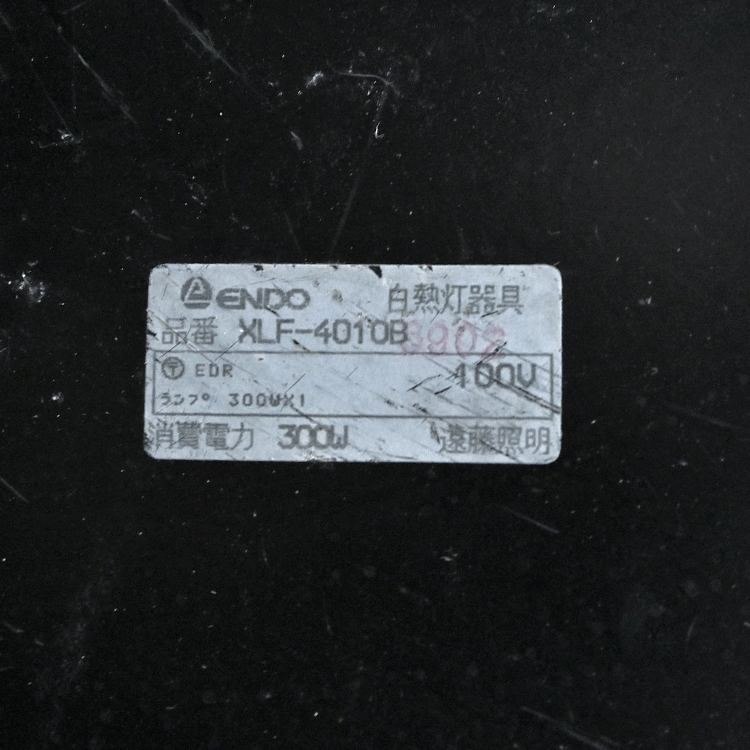 ENDO 白熱灯器具
品番 XLF-4010B
8902
〒 EDR 100V
ランプ 300W×1
消費電力 300W 遠藤照明